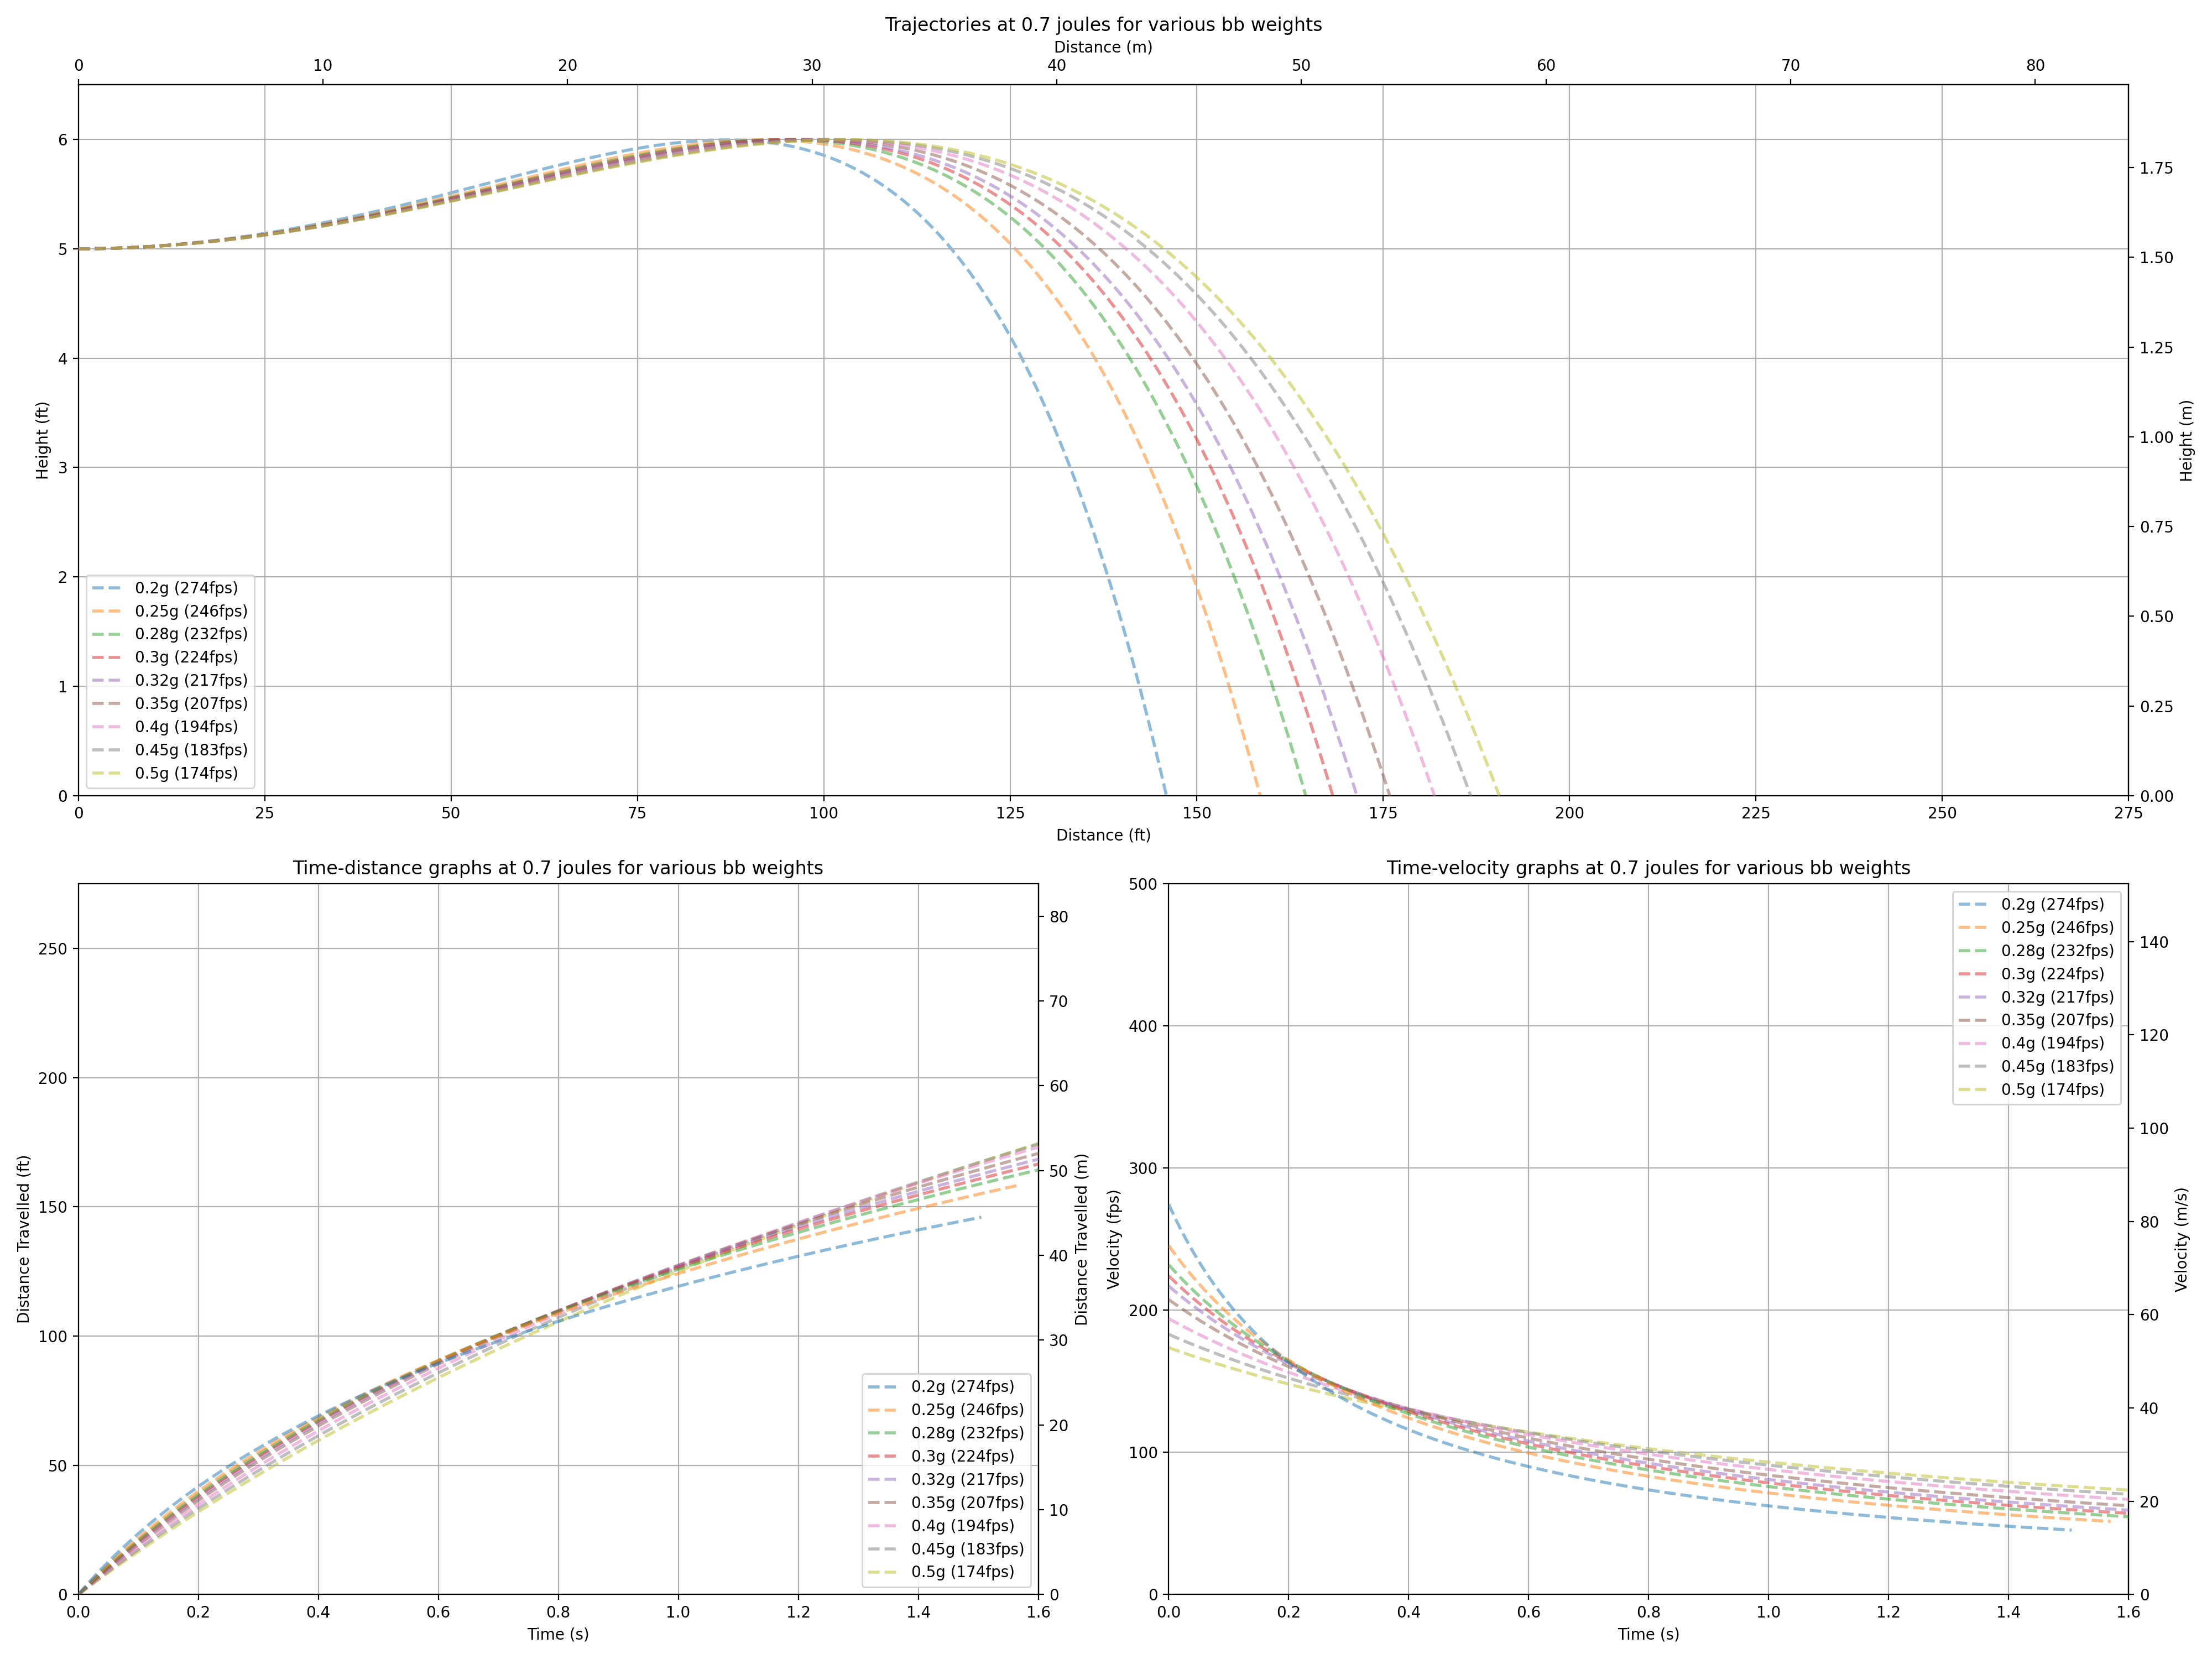 Trajectories at 0.7 joules for various bb weights
Distance (m)
0 10 20 30 40 50 60 70 80
6
5
4
3
2
1
0
Height (ft)
1.75
1.50
1.25
1.00
0.75
0.50
0.25
0.00
Height (m)
0.2g (274fps)
0.25g (246fps)
0.28g (232fps)
0.3g (224fps)
0.32g (217fps)
0.35g (207fps)
0.4g (194fps)
0.45g (183fps)
0.5g (174fps)
0 25 50 75 100 125 150 175 200 225 250 275
Distance (ft)
Time-distance graphs at 0.7 joules for various bb weights
250
200
150
100
50
0
Distance Travelled (ft)
80
70
60
50
40
30
20
10
0
Distance Travelled (m)
0.2g (274fps)
0.25g (246fps)
0.28g (232fps)
0.3g (224fps)
0.32g (217fps)
0.35g (207fps)
0.4g (194fps)
0.45g (183fps)
0.5g (174fps)
0.0 0.2 0.4 0.6 0.8 1.0 1.2 1.4 1.6
Time (s)
Time-velocity graphs at 0.7 joules for various bb weights
500
400
300
200
100
0
Velocity (fps)
140
120
100
80
60
40
20
0
Velocity (m/s)
0.2g (274fps)
0.25g (246fps)
0.28g (232fps)
0.3g (224fps)
0.32g (217fps)
0.35g (207fps)
0.4g (194fps)
0.45g (183fps)
0.5g (174fps)
0.0 0.2 0.4 0.6 0.8 1.0 1.2 1.4 1.6
Time (s)